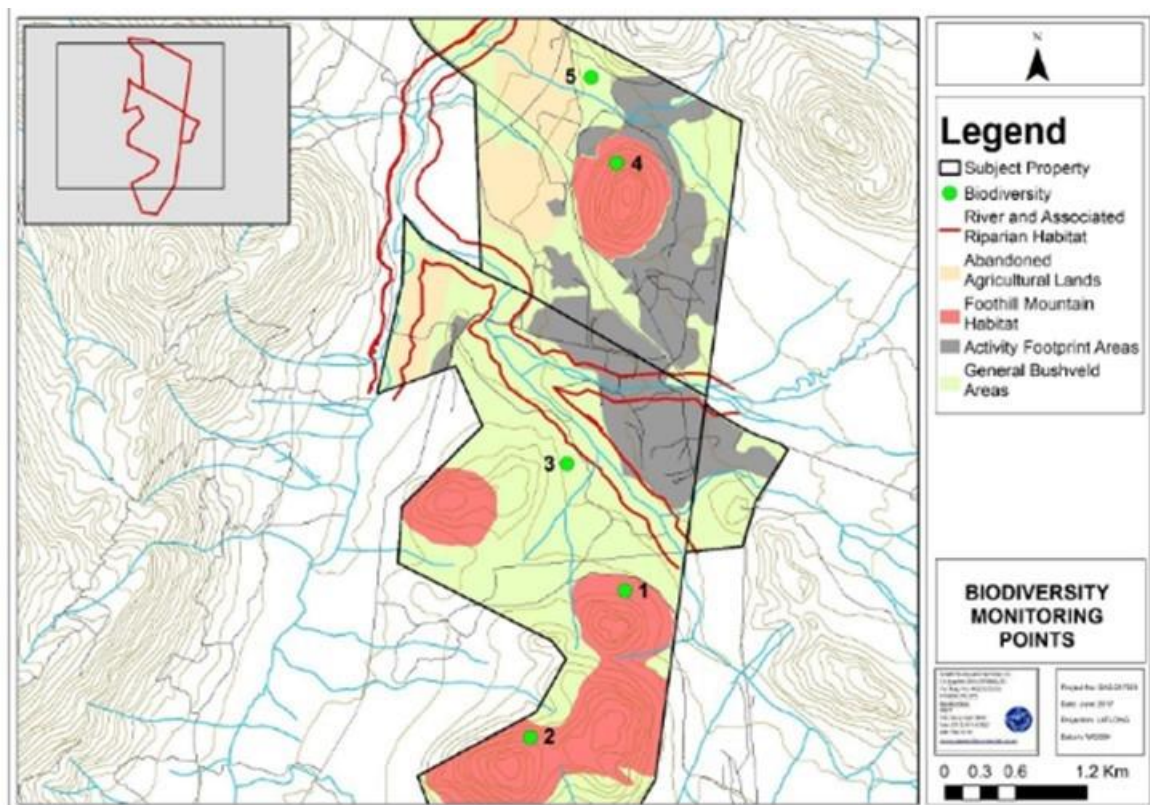 5
4
3
1
2
N
Legend
Subject Property
Biodiversity
River and Associated
Riparian Habitat
Abandoned
Agricultural Lands
Foothill Mountain
Habitat
Activity Footprint Areas
General Bushveld
Areas
BIODIVERSITY
MONITORING
POINTS
0 0.3 0.6 1.2 Km